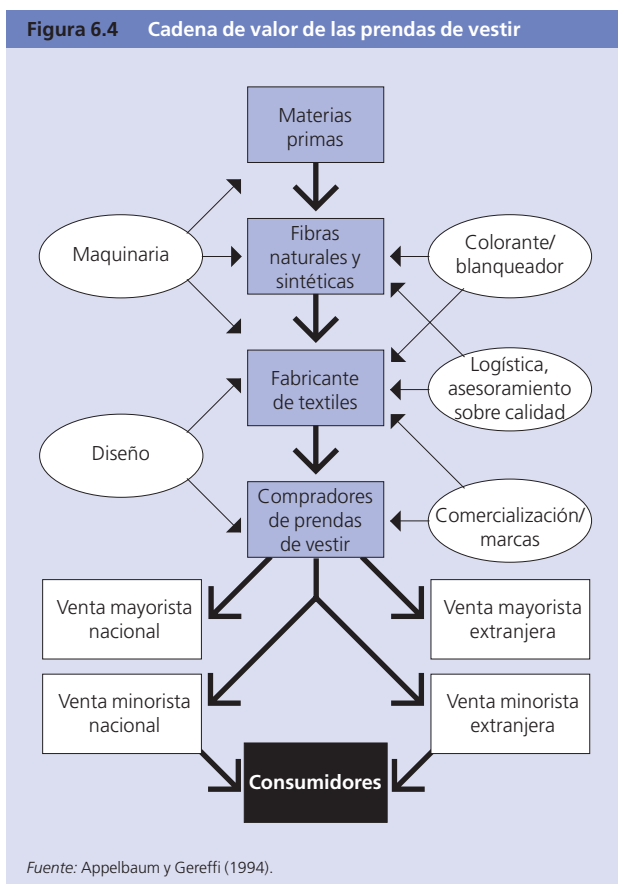 Figura 6.4 Cadena de valor de las prendas de vestir
Materias
primas
Maquinaria
Fibras
naturales y
sintéticas
Colorante/
blanqueador
Fabricante
de textiles
Logística,
asesoramiento
sobre calidad
Diseño
Compradores
de prendas
de vestir
Comercialización/
marcas
Venta mayorista
nacional
Venta mayorista
extranjera
Venta minorista
nacional
Venta minorista
extranjera
Consumidores
Fuente: Appelbaum y Gereffi (1994).